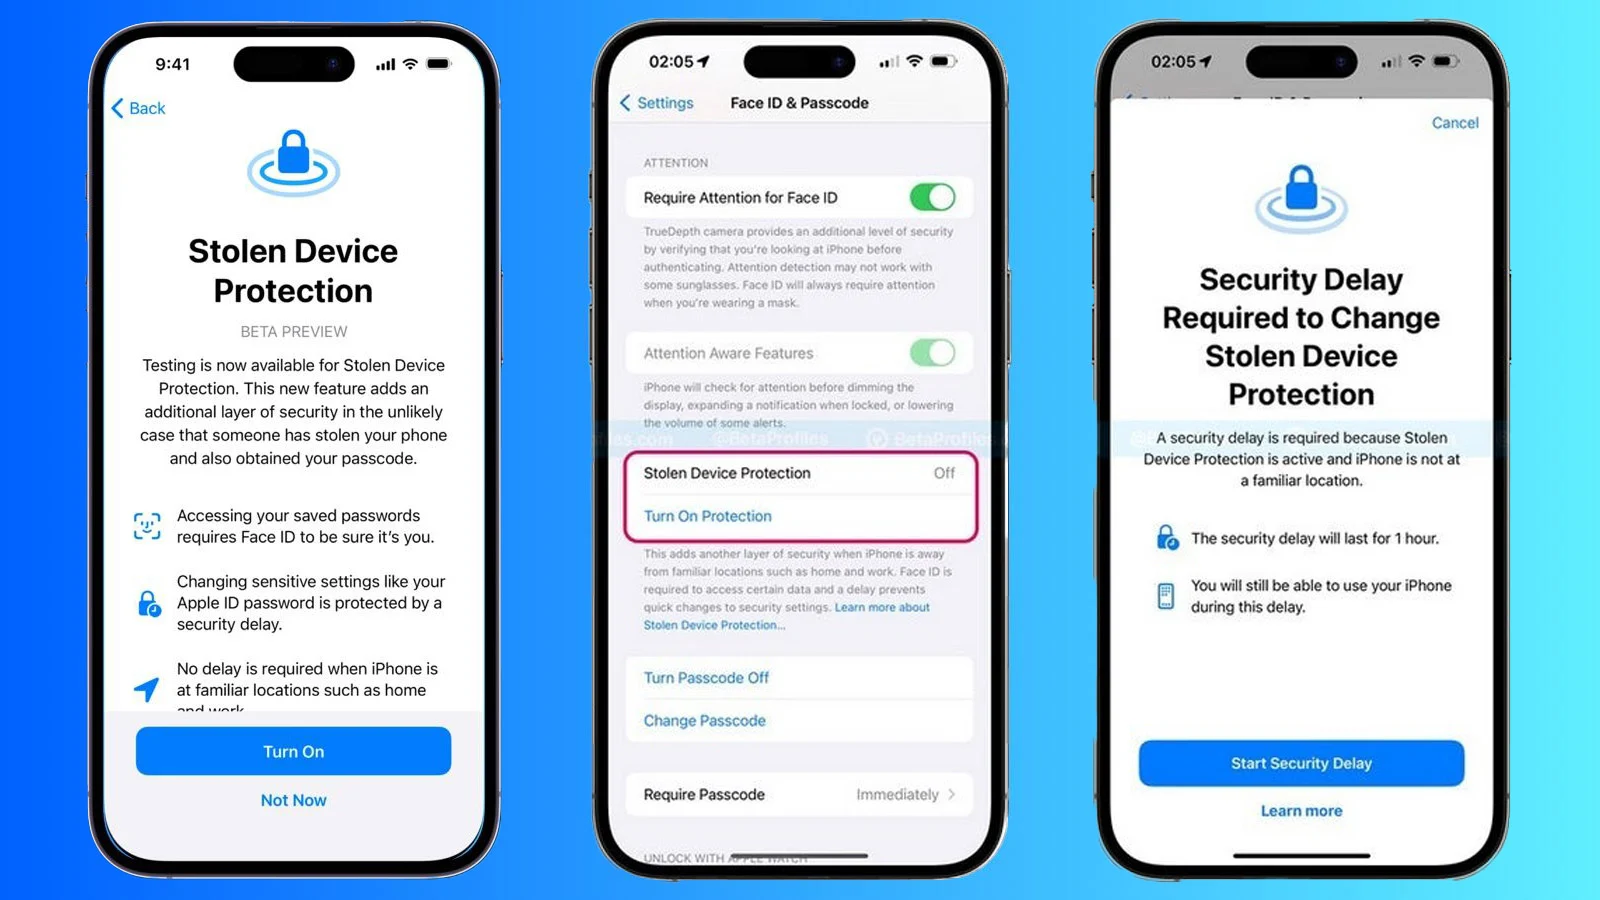 9:41
Back
Stolen Device
Protection
BETA PREVIEW
Testing is now available for Stolen Device
Protection. This new feature adds an
additional layer of security in the unlikely
case that someone has stolen your phone
and also obtained your passcode.
Accessing your saved passwords
requires Face ID to be sure it's you.
Changing sensitive settings like your
Apple ID password is protected by a
security delay.
No delay is required when iPhone is
at familiar locations such as home
and work
Turn On
Not Now
02:05
Settings
Face ID & Passcode
ATTENTION
Require Attention for Face ID
TrueDepth camera provides an additional level of security
by verifying that you're looking at iPhone before
authenticating. Attention detection may not work with
some sunglasses. Face ID will always require attention
when you're wearing a mask.
Attention Aware Features
iPhone will check for attention before dimming the
display, expanding a notification when locked, or lowering
the volume of some alerts.
@BetaProfiles BetaProfiles
Stolen Device Protection Off
Turn On Protection
This adds another layer of security when iPhone is away
from familiar locations such as home and work. Face ID is
required to access certain data and a delay prevents
quick changes to security settings. Learn more about
Stolen Device Protection...
Turn Passcode Off
Change Passcode
Require Passcode Immediately
UNLOCK WITH APPLE WATCH
02:05
Cancel
Security Delay
Required to Change
Stolen Device
Protection
A security delay is required because Stolen
Device Protection is active and iPhone is not at
a familiar location.
The security delay will last for 1 hour.
You will still be able to use your iPhone
during this delay.
Start Security Delay
Learn more